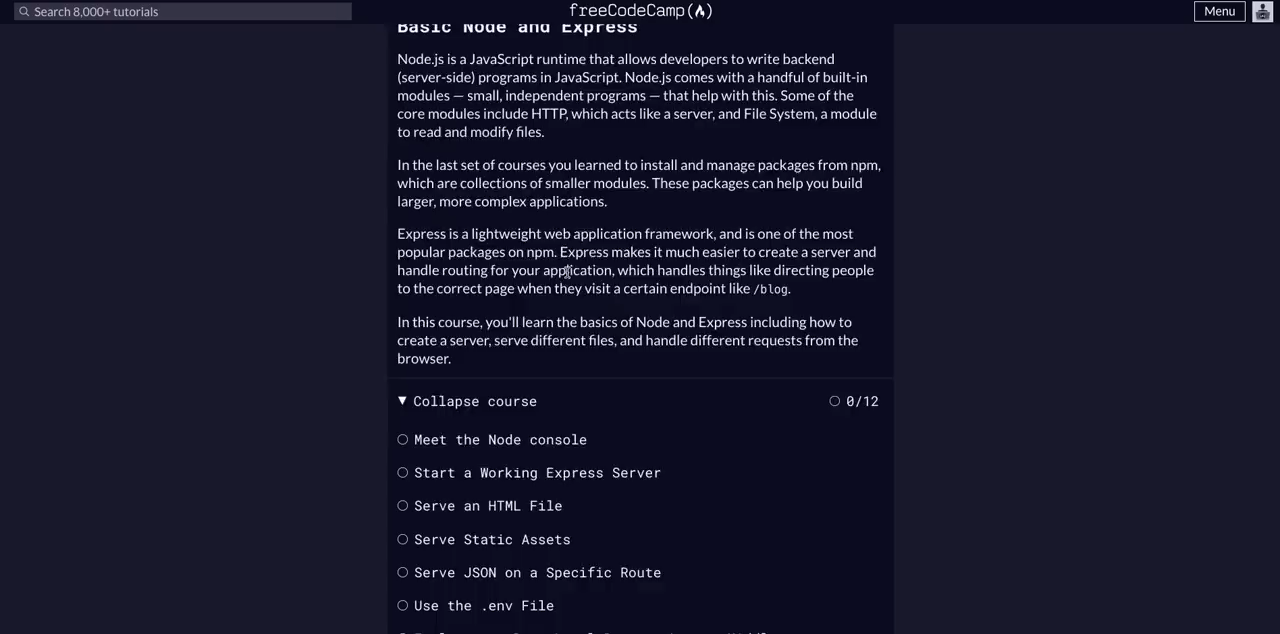 Search 8,000+ tutorials
freeCodeCamp
Menu
Basic Node and Express
Node.js is a JavaScript runtime that allows developers to write backend
(server-side) programs in JavaScript. Node.js comes with a handful of built-in
modules — small, independent programs — that help with this. Some of the
core modules include HTTP, which acts like a server, and File System, a module
to read and modify files.
In the last set of courses you learned to install and manage packages from npm,
which are collections of smaller modules. These packages can help you build
larger, more complex applications.
Express is a lightweight web application framework, and is one of the most
popular packages on npm. Express makes it much easier to create a server and
handle routing for your application, which handles things like directing people
to the correct page when they visit a certain endpoint like /blog.
In this course, you'll learn the basics of Node and Express including how to
create a server, serve different files, and handle different requests from the
browser.
Collapse course 0/12
Meet the Node console
Start a Working Express Server
Serve an HTML File
Serve Static Assets
Serve JSON on a Specific Route
Use the .env File